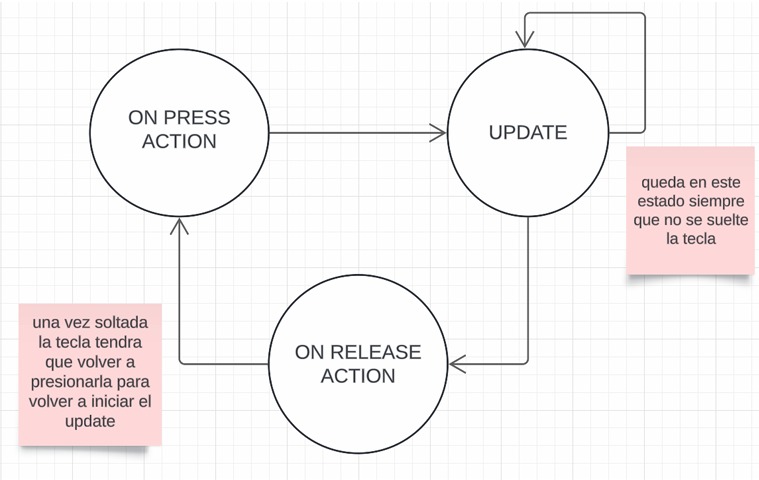 ON PRESS
ACTION
UPDATE
queda en este
estado siempre
que no se suelte
la tecla
ON RELEASE
ACTION
una vez soltada
la tecla tendra
que volver a
presionarla para
volver a iniciar el
update